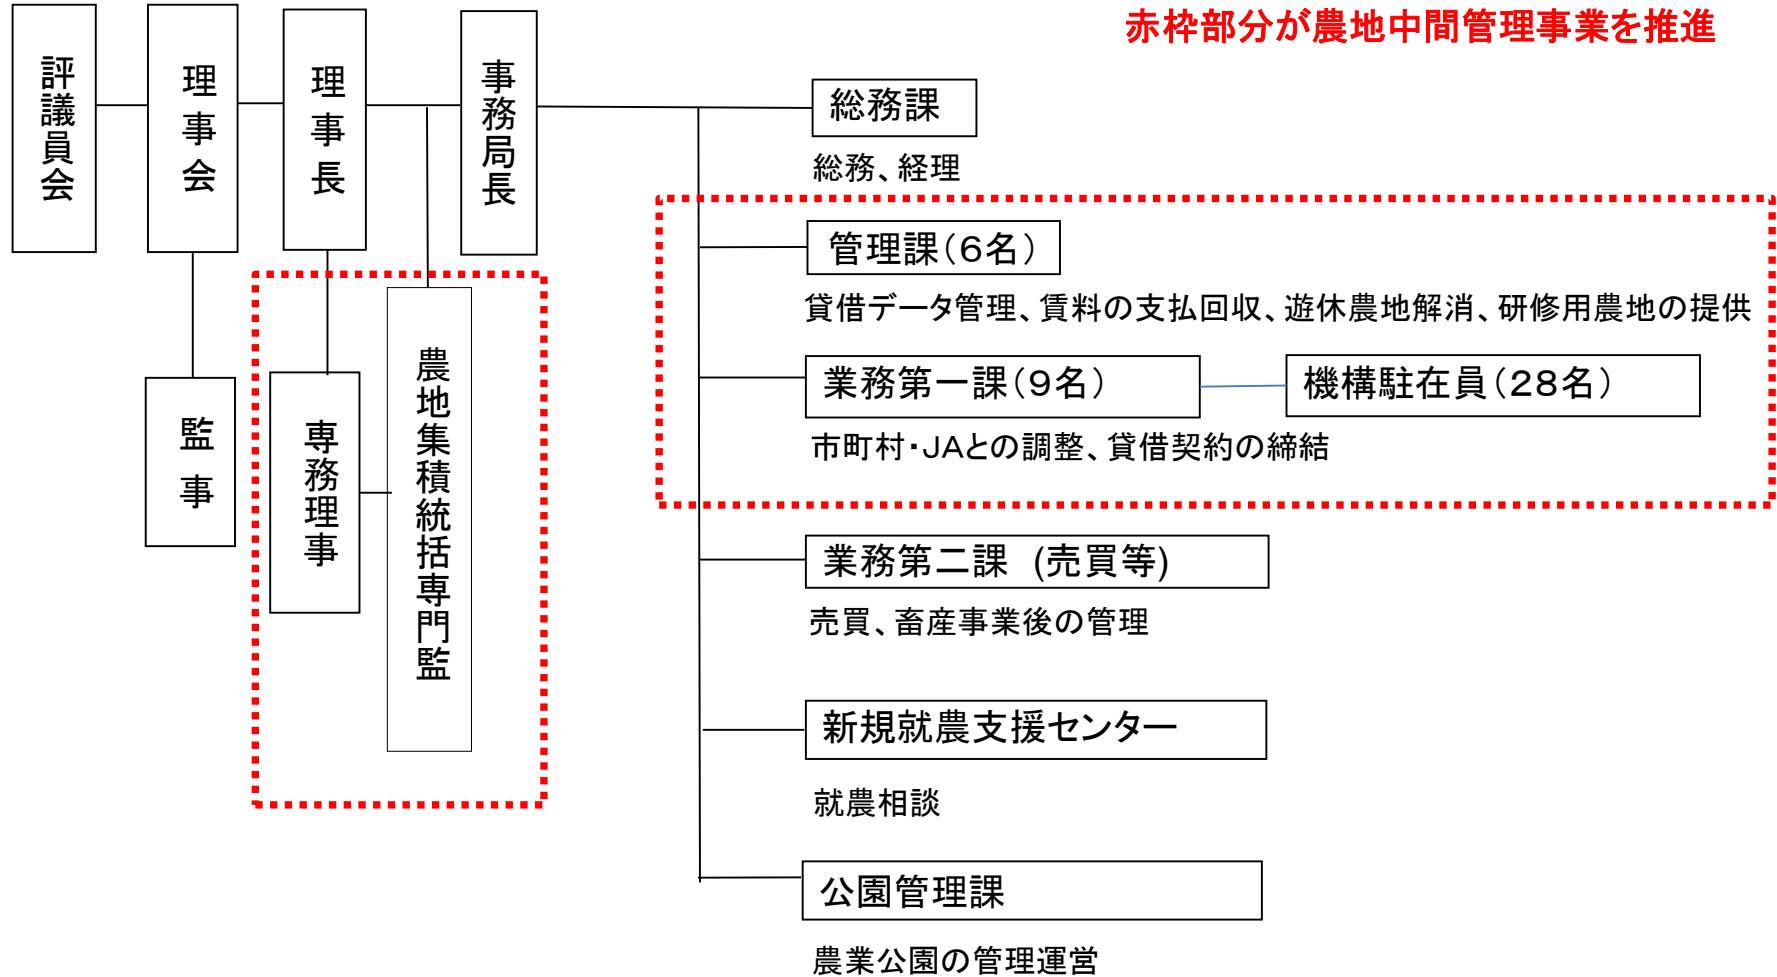 赤枠部分が農地中間管理事業を推進
評議員会
理事会
理事長
事務局長
監事
専務理事
農地集積統括専門監
総務課
総務、経理
管理課(6名)
貸借データ管理、賃料の支払回収、遊休農地解消、研修用農地の提供
業務第一課(9名)
機構駐在員(28名)
市町村・JAとの調整、貸借契約の締結
業務第二課 (売買等)
売買、畜産事業後の管理
新規就農支援センター
就農相談
公園管理課
農業公園の管理運営